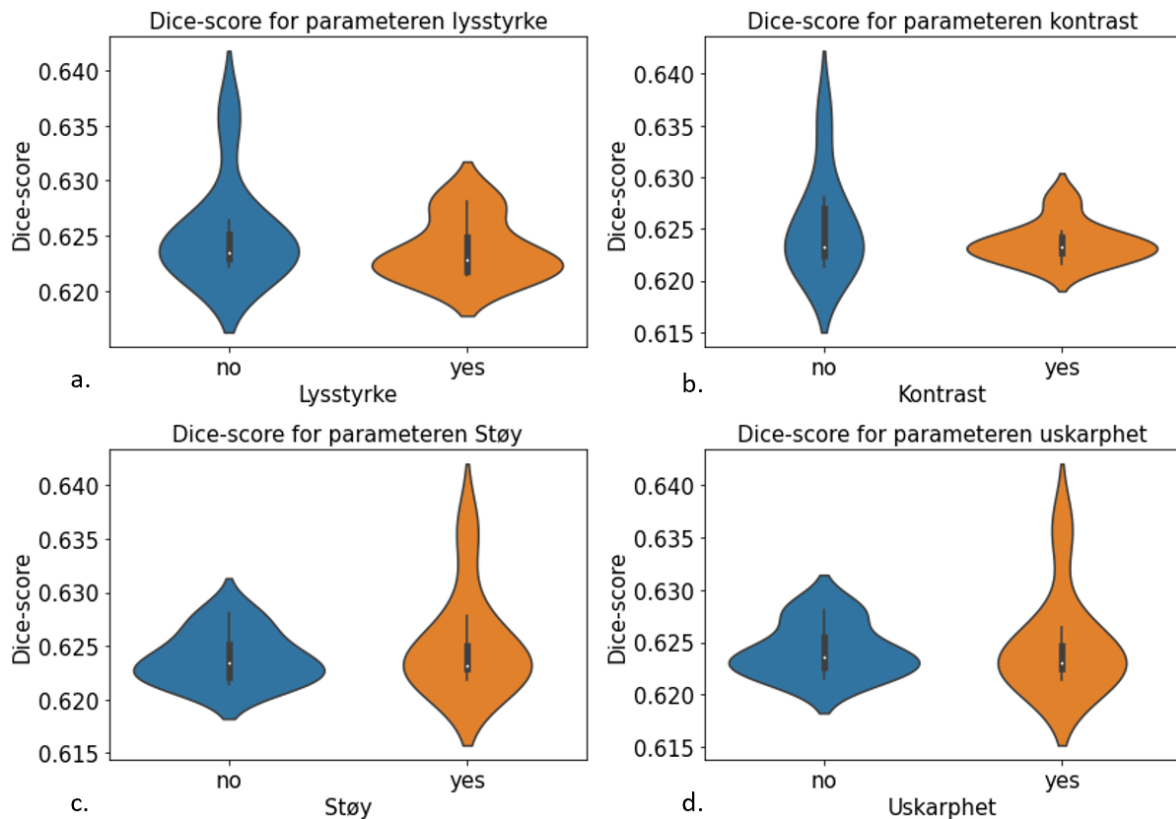 Dice-score for parameteren lysstyrke
0.640
0.635
0.630
0.625
0.620
Dice-score
no
yes
Lysstyrke
a.
Dice-score for parameteren kontrast
0.640
0.635
0.630
0.625
0.620
0.615
Dice-score
no
yes
Kontrast
b.
Dice-score for parameteren Støy
0.640
0.635
0.630
0.625
0.620
0.615
Dice-score
no
yes
Støy
c.
Dice-score for parameteren uskarphet
0.640
0.635
0.630
0.625
0.620
0.615
Dice-score
no
yes
Uskarphet
d.